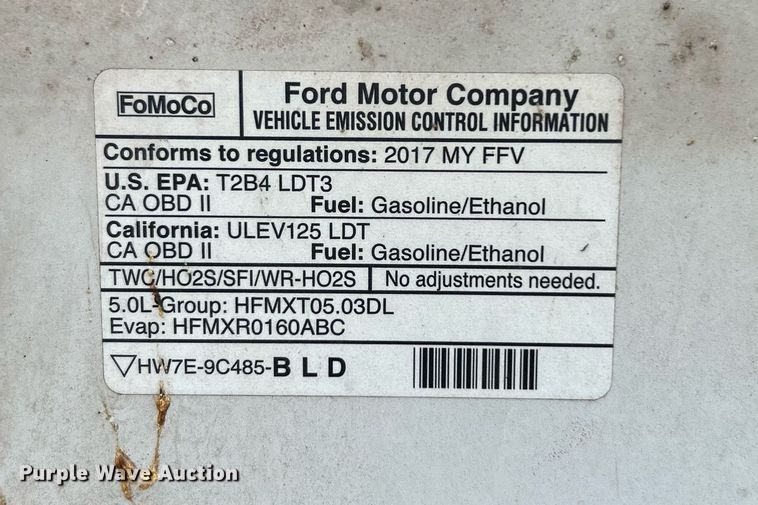 FoMoCo
Ford Motor Company
VEHICLE EMISSION CONTROL INFORMATION
Conforms to regulations: 2017 MY FFV
U.S. EPA: T2B4 LDT3
CA OBD II Fuel: Gasoline/Ethanol
California: ULEV125 LDT
CA OBD II Fuel: Gasoline/Ethanol
TWC/HO2S/SFI/WR-HO2S No adjustments needed.
5.0L-Group: HFMXT05.03DL
Evap: HFMXR0160ABC
HW7E-9C485-B L D
Purple Wave Auction